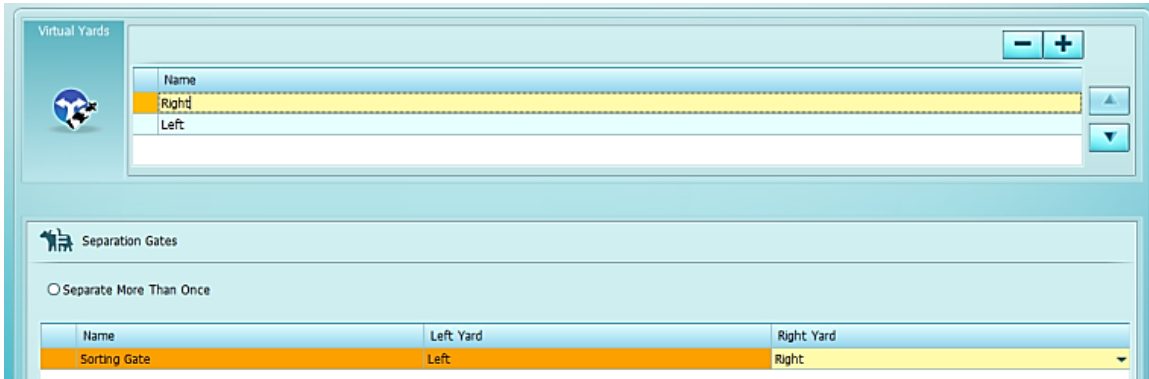 Virtual Yards
Name
Right
Left
Separation Gates
Separate More Than Once
Name Left Yard Right Yard
Sorting Gate Left Right